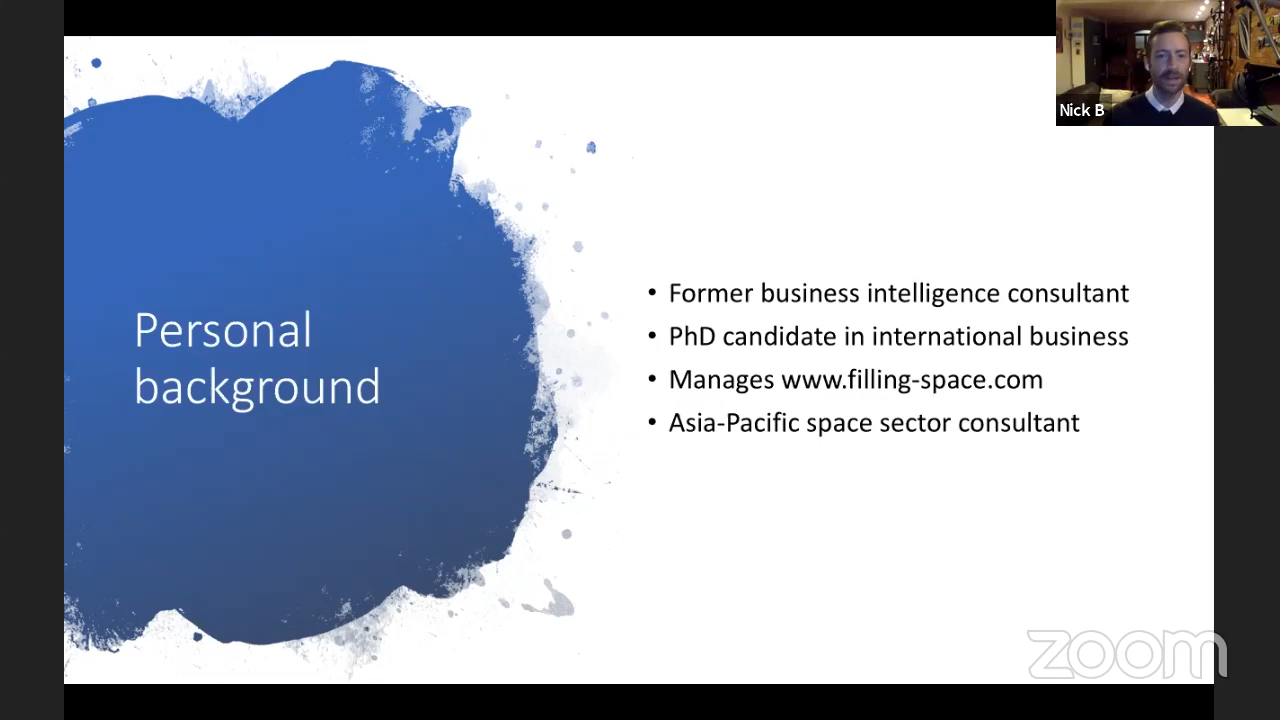 Nick B
Personal
background
• Former business intelligence consultant
• PhD candidate in international business
• Manages www.filling-space.com
• Asia-Pacific space sector consultant
zoom